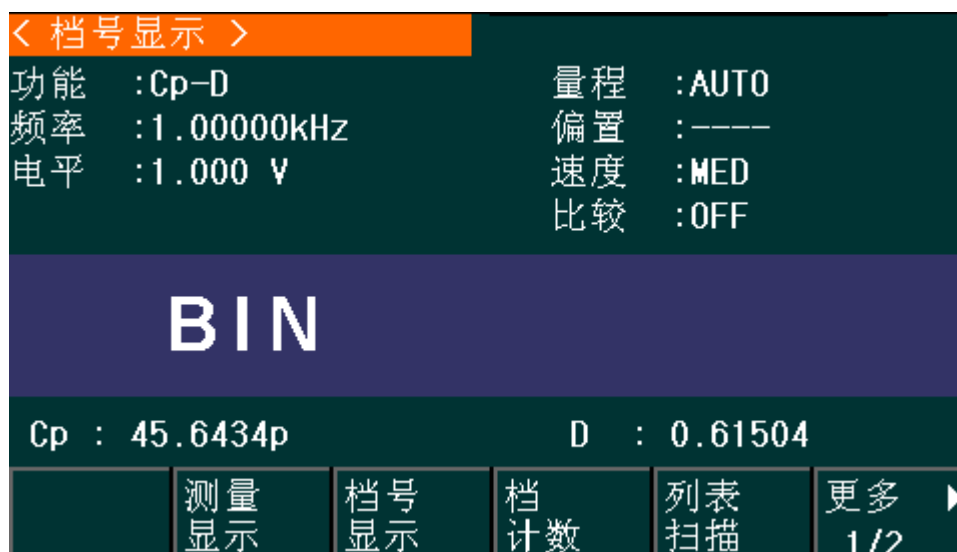 < 档号显示 >
功能 :Cp-D 量程 :AUTO
频率 :1.00000kHz 偏置 :----
电平 :1.000 V 速度 :MED
比较 :OFF
BIN
Cp : 45.6434p D : 0.61504
测量 档号 档 列表 更多
显示 显示 计数 扫描 1/2